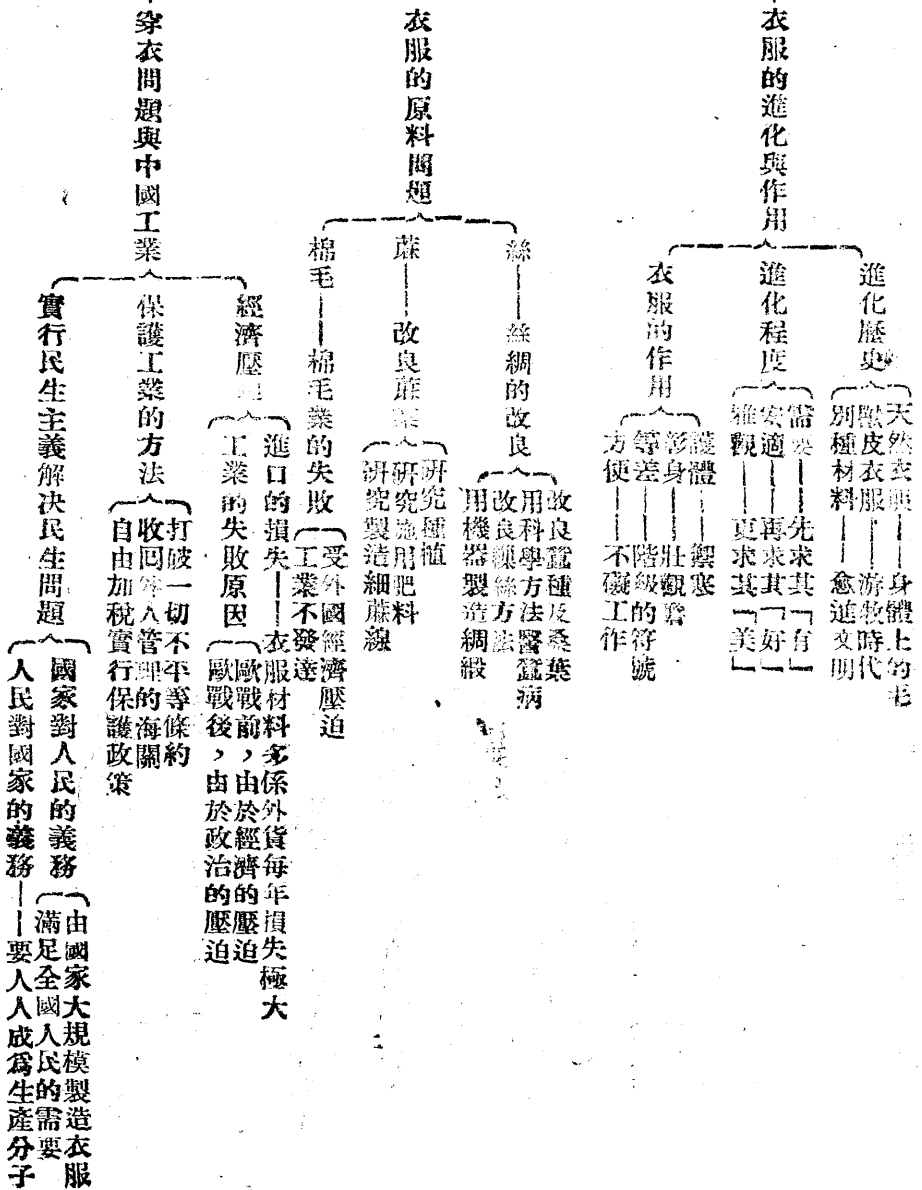 衣服的進化與作用
進化歷史
天然衣服——身體上的毛
獸皮衣服——游牧時代
別種材料——愈進文明
進化程度
需要——先求其「有」
安適——再求其「好」
雅觀——更求其「美」
衣服的作用
護體——禦寒
彰身——壯觀瞻
等差——階級的符號
方便——不礙工作
衣服的原料問題
絲——絲綢的改良
改良蠶種及桑葉
用科學方法醫蠶病
改良繅絲方法
用機器製造綢緞
蔴——改良蔴業
研究種植
研究施用肥料
研究製造細蔴線
棉毛——棉毛業的失敗
受外國經濟壓迫
工業不發達
穿衣問題與中國工業
經濟壓迫
進口的損失——衣服材料多係外貨每年損失極大
工業的失敗原因
歐戰前，由於經濟的壓迫
歐戰後，由於政治的壓迫
保護工業的方法
打破一切不平等條約
收回外人管理的海關
自由加稅實行保護政策
實行民生主義解決民生問題
國家對人民的義務
由國家大規模製造衣服
滿足全國人民的需要
人民對國家的義務——要人人成爲生產分子